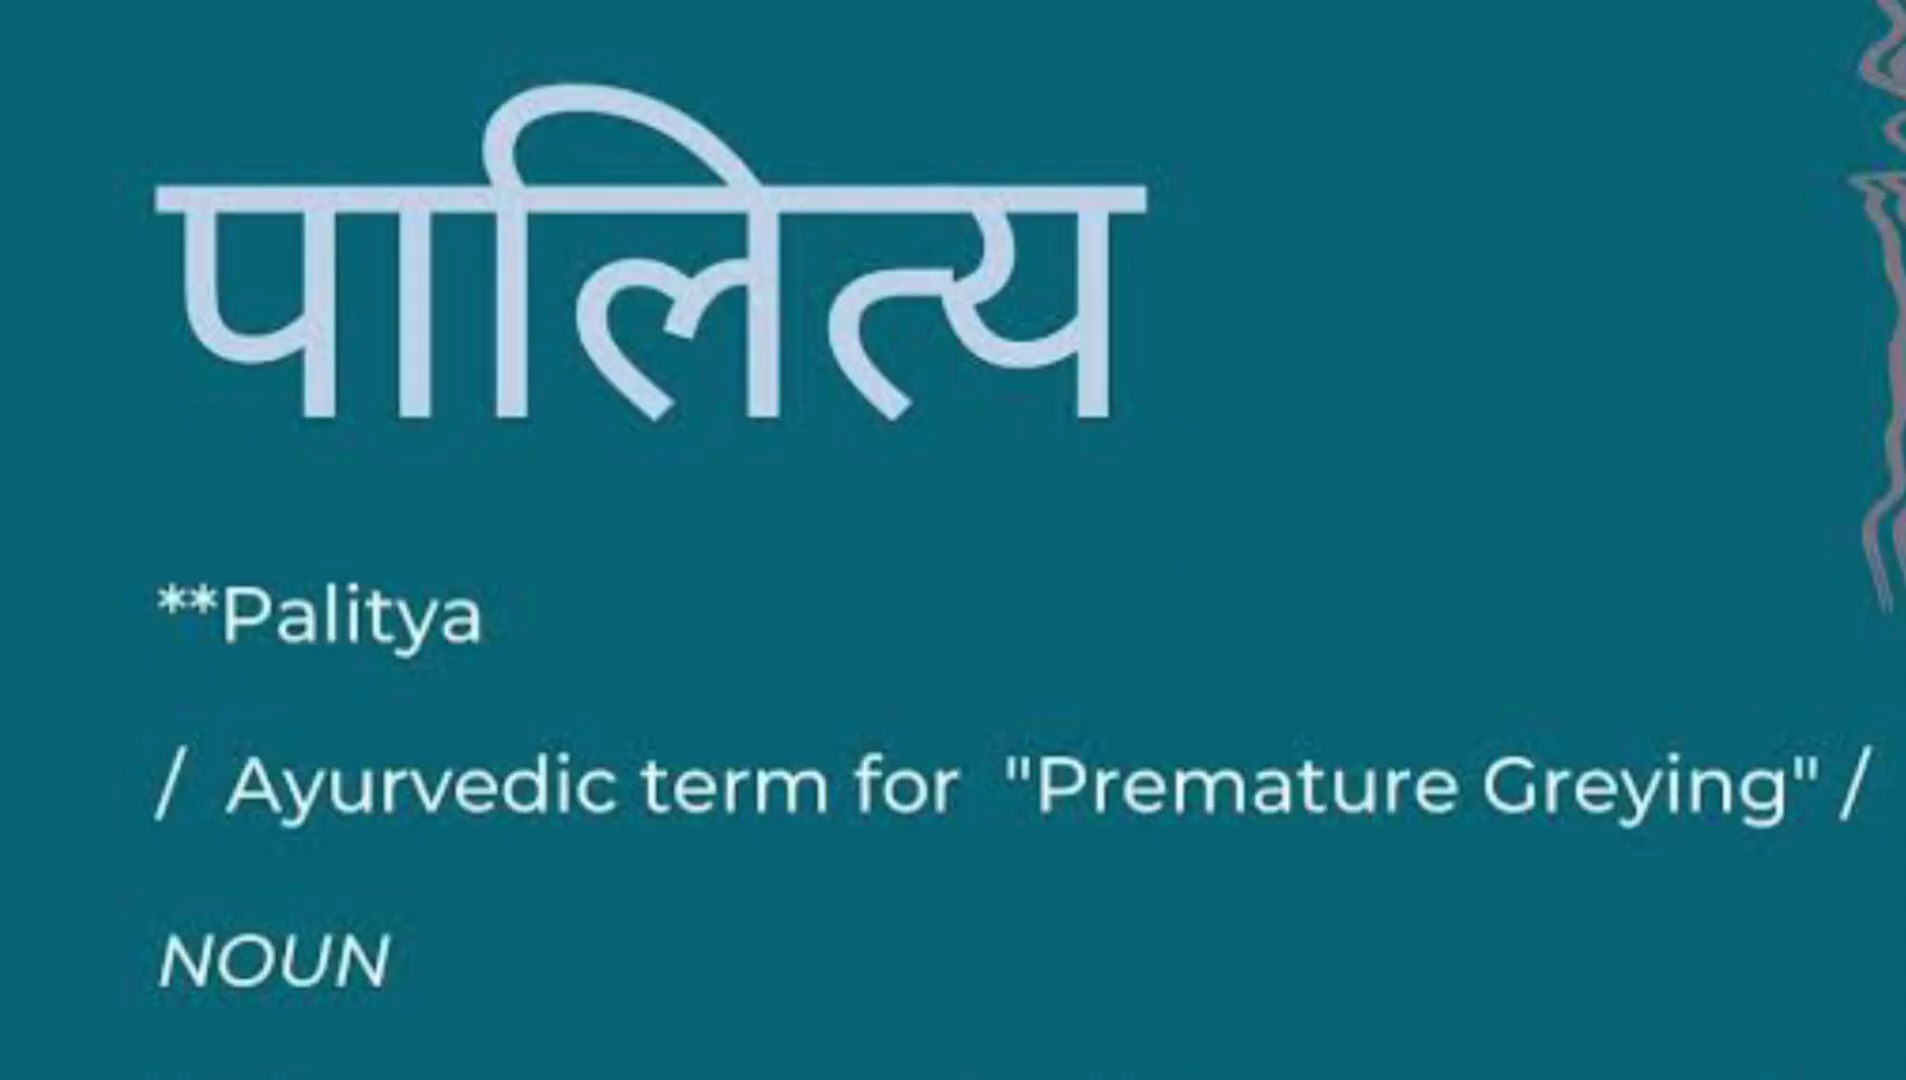 पालित्य
**Palitya
/ Ayurvedic term for "Premature Greying" /
NOUN